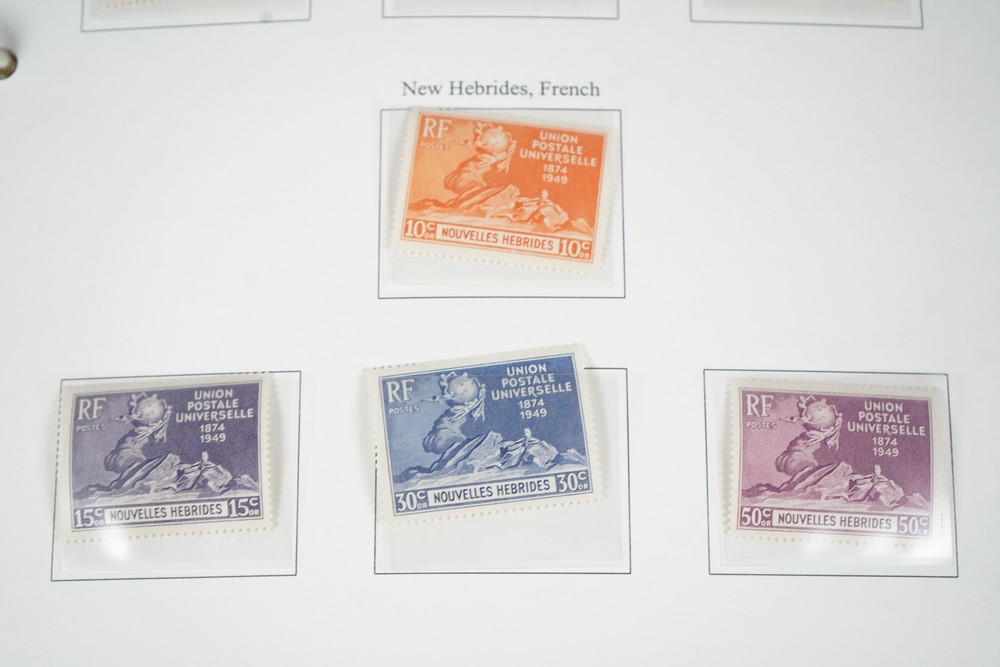 New Hebrides, French
RF
POSTES
UNION
POSTALE
UNIVERSELLE
1874
1949
10c OR NOUVELLES HEBRIDES 10c OR
RF
POSTES
UNION
POSTALE
UNIVERSELLE
1874
1949
15c OR NOUVELLES HEBRIDES 15c OR
RF
POSTES
UNION
POSTALE
UNIVERSELLE
1874
1949
30c OR NOUVELLES HEBRIDES 30c OR
RF
POSTES
UNION
POSTALE
UNIVERSELLE
1874
1949
50c OR NOUVELLES HEBRIDES 50c OR